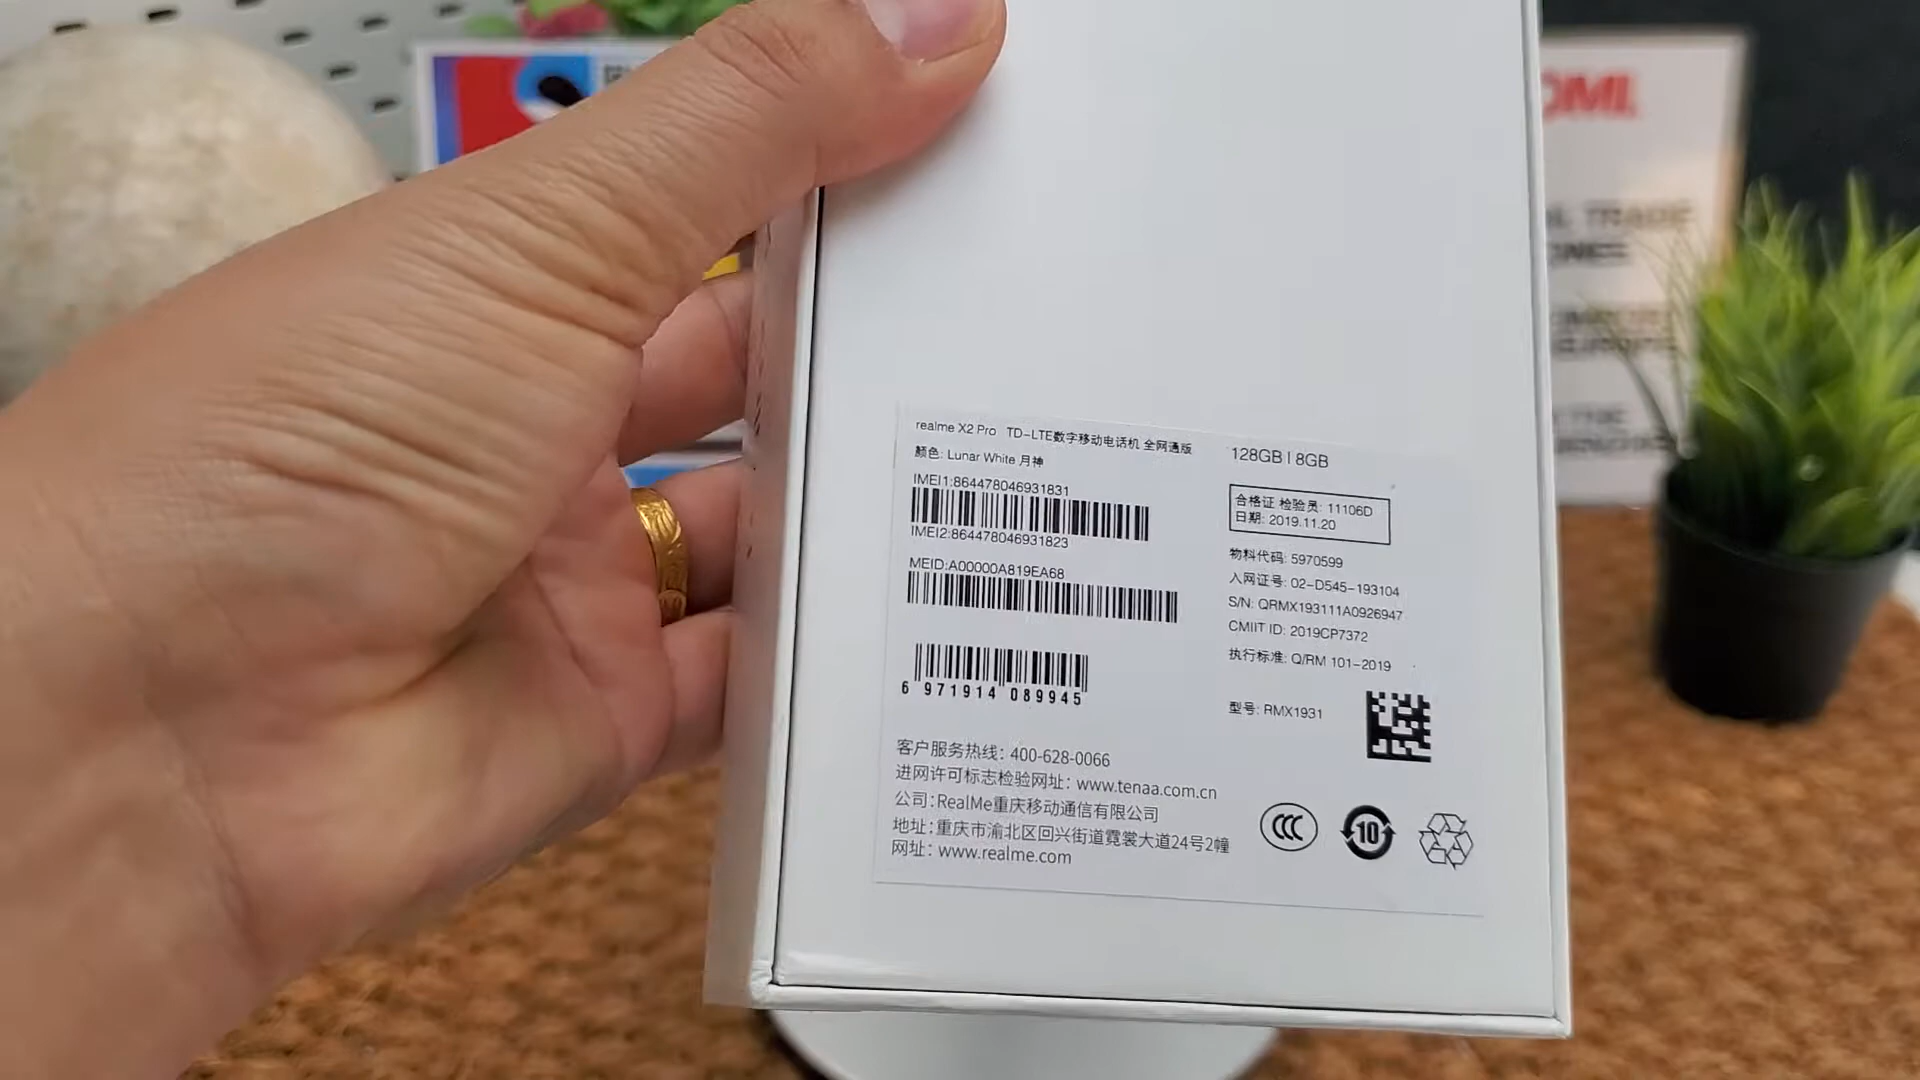 realme X2 Pro TD-LTE数字移动电话机 全网通版
128GB | 8GB
颜色: Lunar White 月神
IMEI1:864478046931831
IMEI2:864478046931823
MEID:A00000A819EA68
6 971914 089945
合格证 检验员: 11106D
日期: 2019.11.20
物料代码: 5970599
入网证号: 02-D545-193104
S/N: QRMX193111A0926947
CMIIT ID: 2019CP7372
执行标准: Q/RM 101-2019
型号: RMX1931
客户服务热线: 400-628-0066
进网许可标志检验网址: www.tenaa.com.cn
公司:RealMe重庆移动通信有限公司
地址: 重庆市渝北区回兴街道霓裳大道24号2幢
网址: www.realme.com
CCC
10
OMI.
TRADE